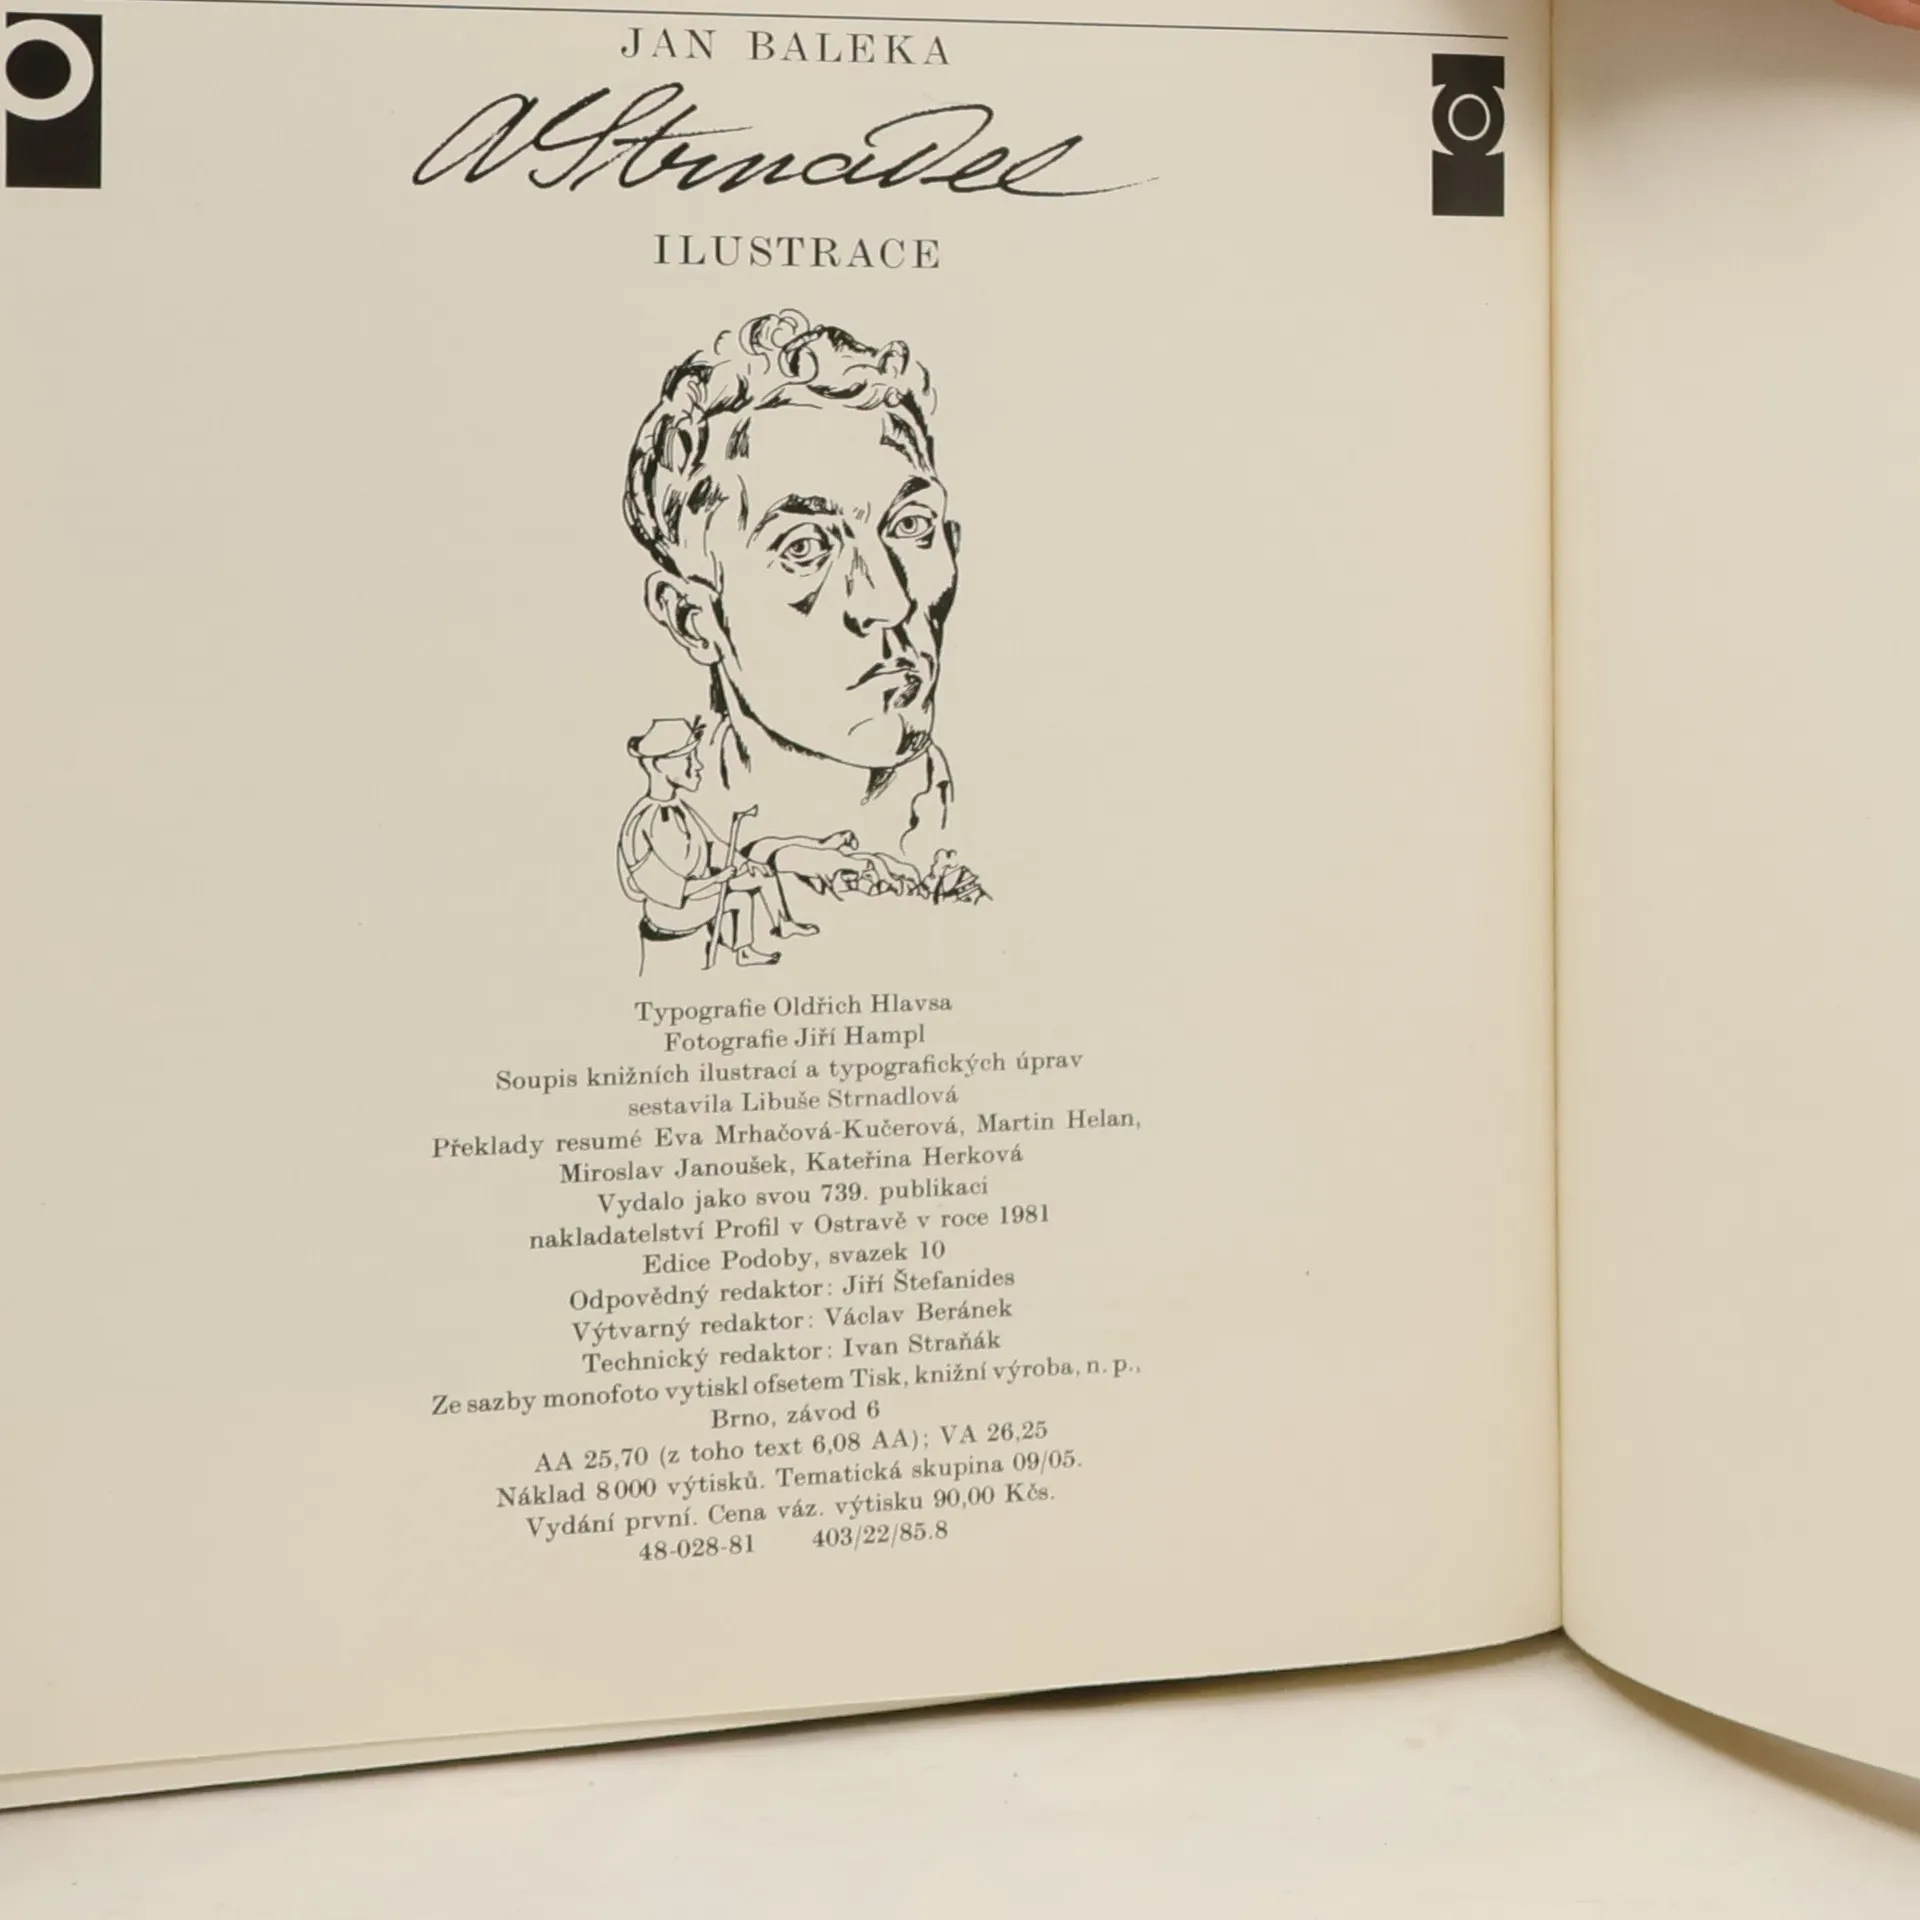 JAN BALEKA
A Strnadel
ILUSTRACE
Typografie Oldřich Hlavsa
Fotografie Jiří Hampl
Soupis knižních ilustrací a typografických úprav
sestavila Libuše Strnadlová
Překlady resumé Eva Mrhačová-Kučerová, Martin Helan,
Miroslav Janoušek, Kateřina Herková
Vydalo jako svou 739. publikaci
nakladatelství Profil v Ostravě v roce 1981
Edice Podoby, svazek 10
Odpovědný redaktor: Jiří Štefanides
Výtvarný redaktor: Václav Beránek
Technický redaktor: Ivan Straňák
Ze sazby monofoto vytiskl ofsetem Tisk, knižní výroba, n. p.,
Brno, závod 6
AA 25,70 (z toho text 6,08 AA); VA 26,25
Náklad 8000 výtisků. Tematická skupina 09/05.
Vydání první. Cena váz. výtisku 90,00 Kčs.
48-028-81 403/22/85.8